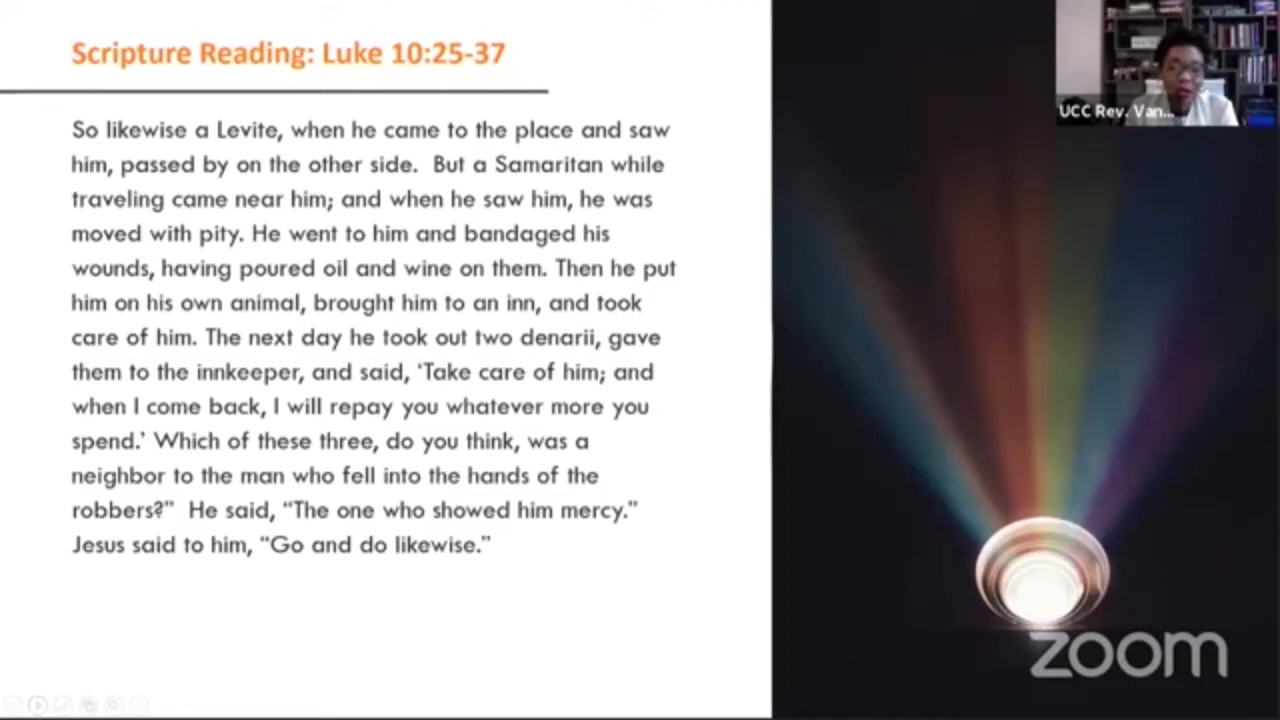 Scripture Reading: Luke 10:25-37
UCC Rev. Van...
So likewise a Levite, when he came to the place and saw
him, passed by on the other side.  But a Samaritan while
traveling came near him; and when he saw him, he was
moved with pity. He went to him and bandaged his
wounds, having poured oil and wine on them. Then he put
him on his own animal, brought him to an inn, and took
care of him. The next day he took out two denarii, gave
them to the innkeeper, and said, ‘Take care of him; and
when I come back, I will repay you whatever more you
spend.’ Which of these three, do you think, was a
neighbor to the man who fell into the hands of the
robbers?”  He said, “The one who showed him mercy.”
Jesus said to him, “Go and do likewise.”
zoom